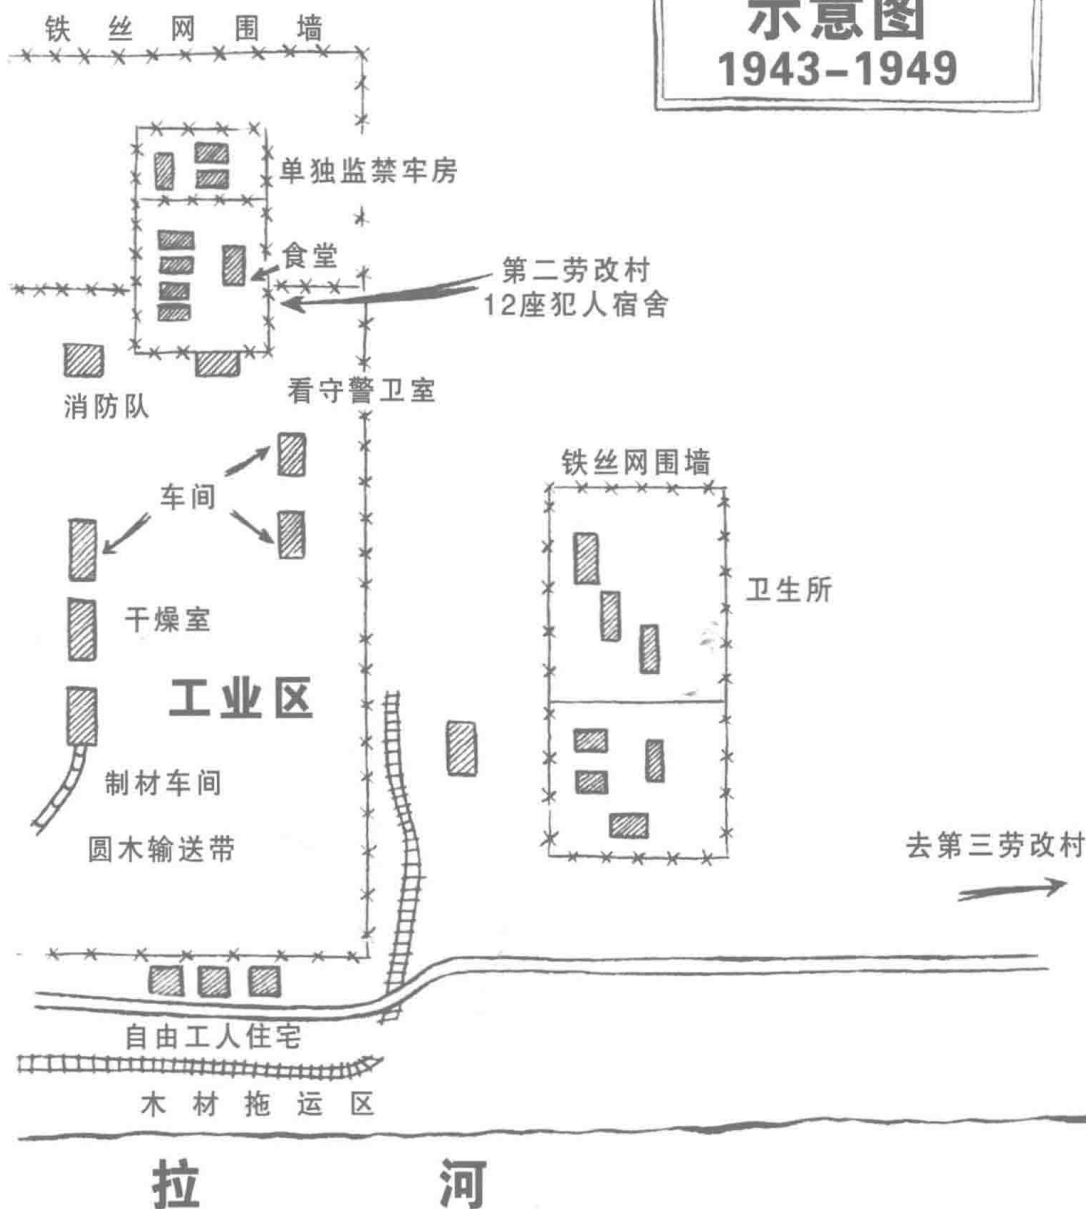 示意图
1943–1949
铁丝网围墙
单独监禁牢房
食堂
第二劳改村
12座犯人宿舍
消防队
看守警卫室
车间
铁丝网围墙
卫生所
干燥室
工业区
制材车间
圆木输送带
去第三劳改村
自由工人住宅
木材拖运区
拉河